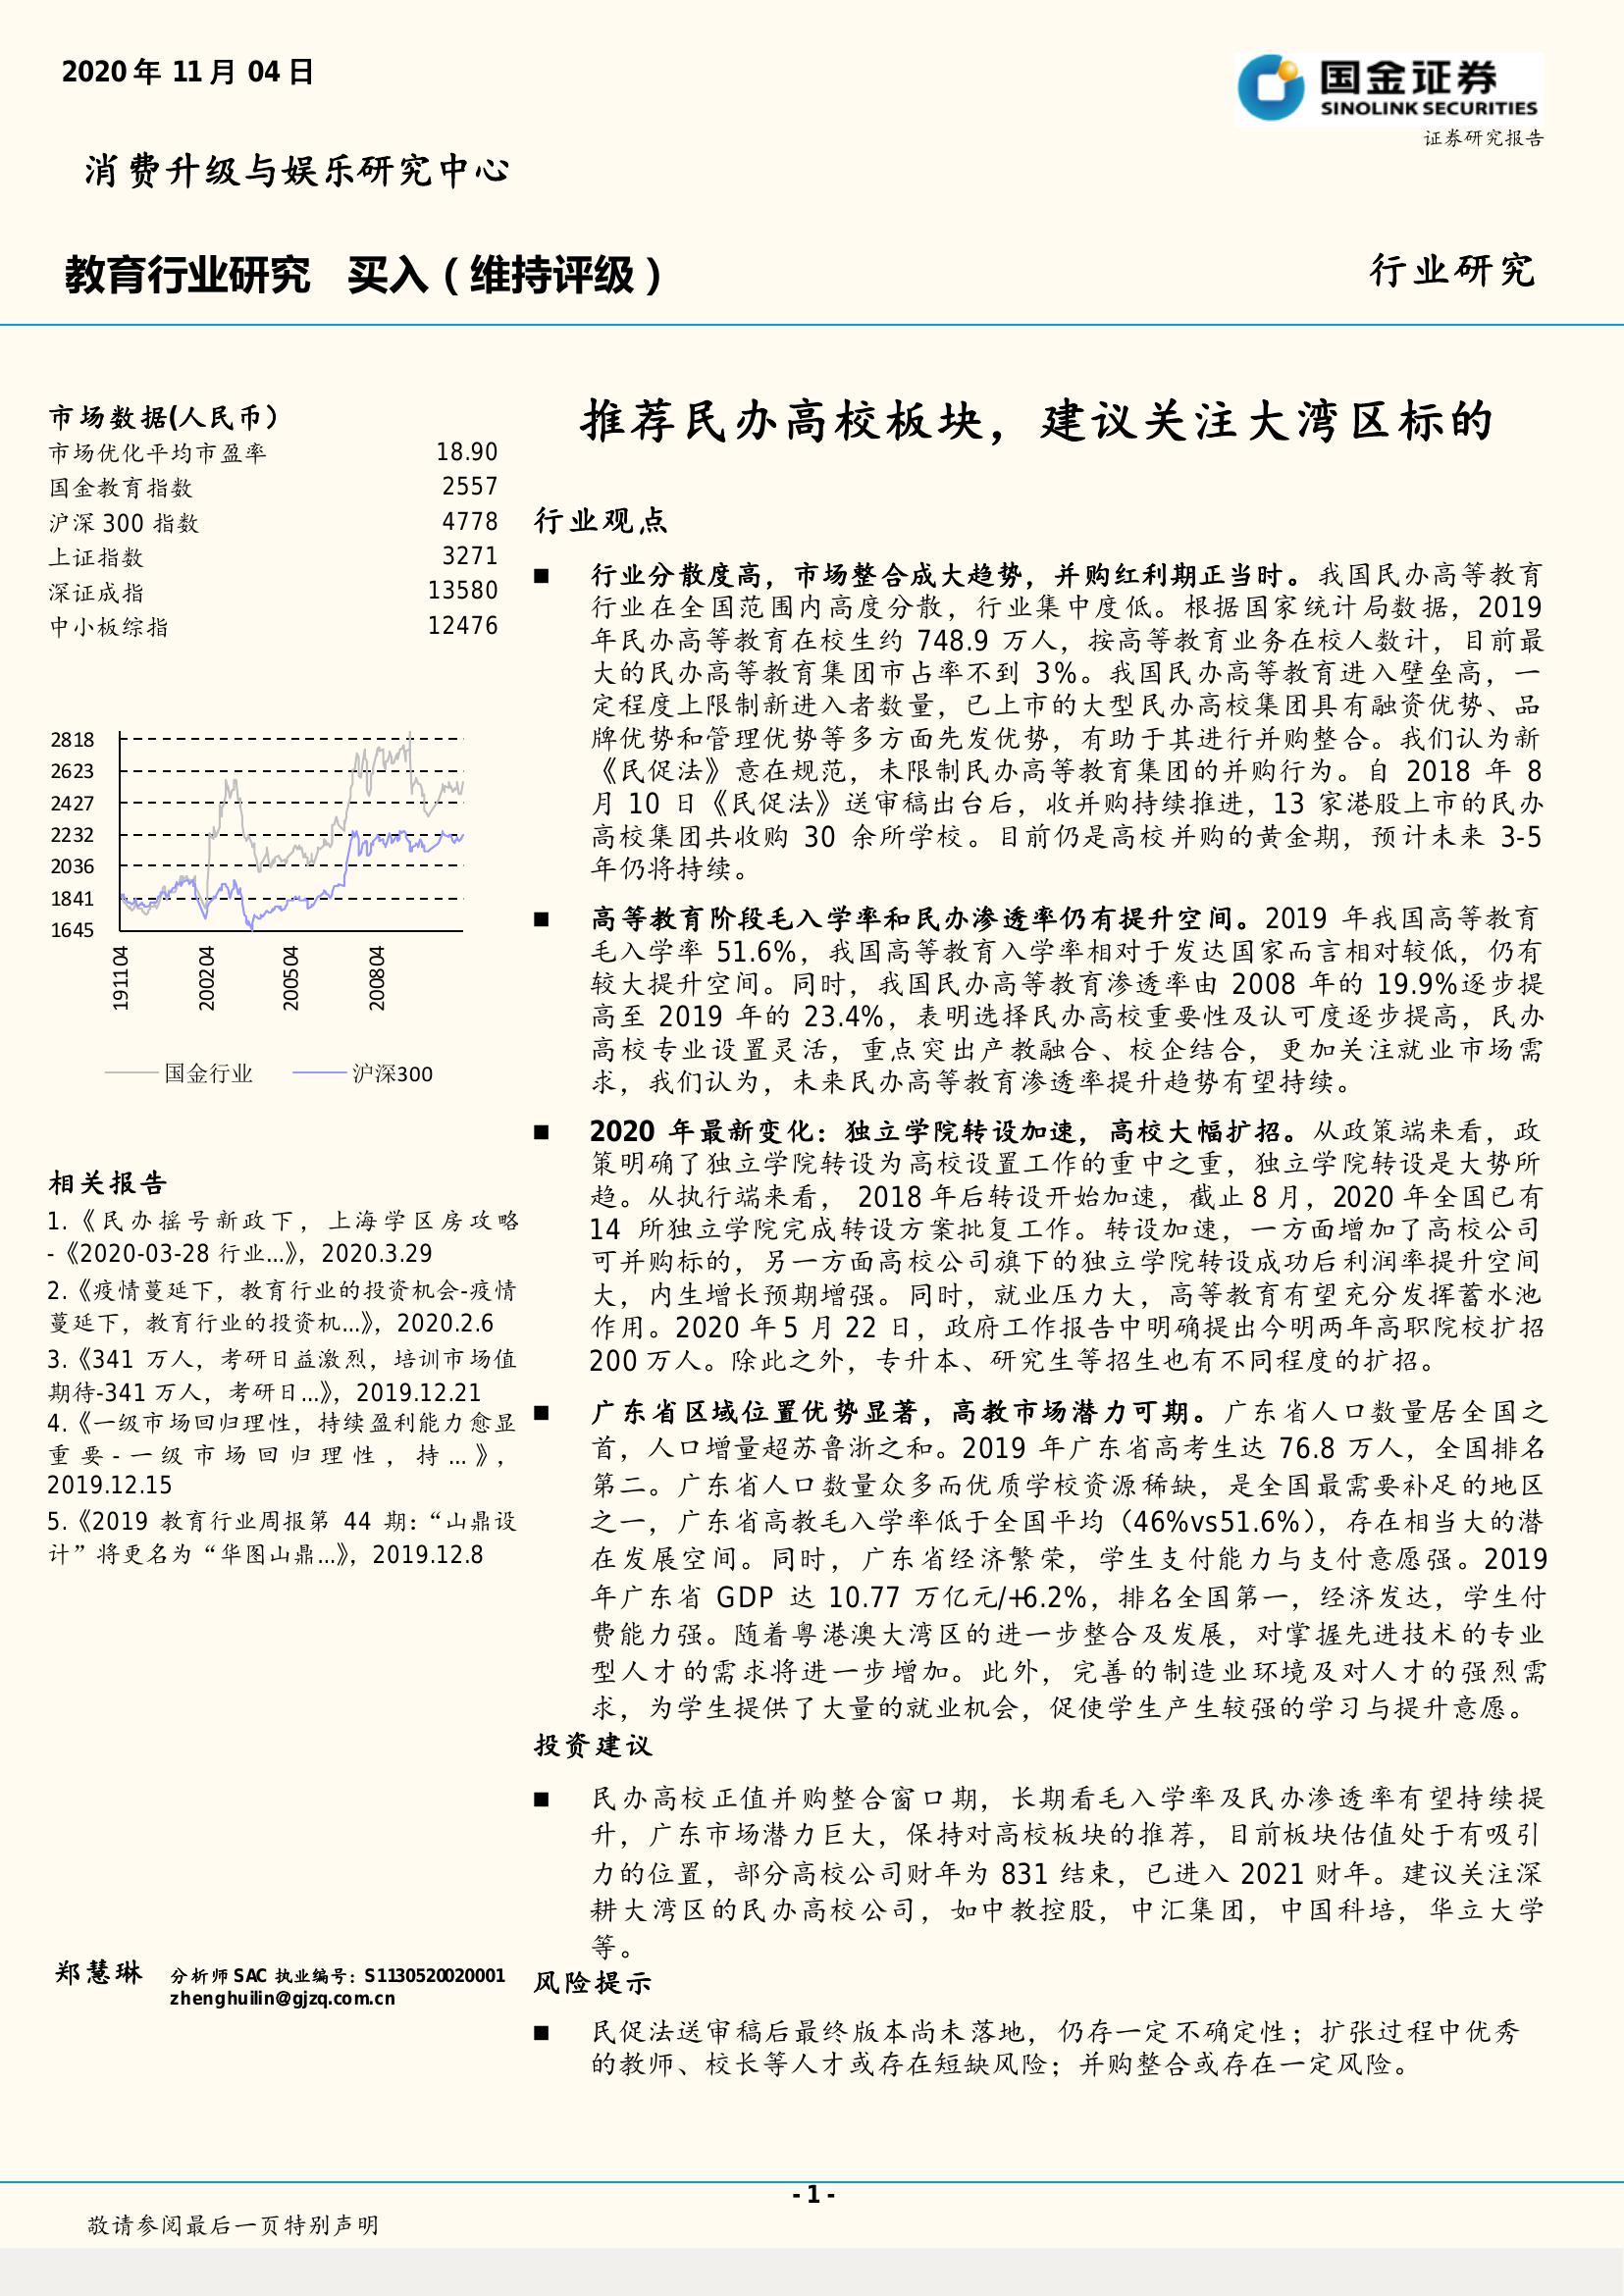 2020年11月04日
国金证券
SINOLINK SECURITIES
证券研究报告
消费升级与娱乐研究中心
教育行业研究 买入(维持评级)
行业研究
市场数据(人民币)
市场优化平均市盈率 18.90
国金教育指数 2557
沪深300 指数 4778
上证指数 3271
深证成指 13580
中小板综指 12476
2818
2623
2427
2232
2036
1841
1645
191104
200204
200504
200804
国金行业 沪深300
相关报告
1.《民办摇号新政下，上海学区房攻略
-《2020-03-28 行业...》，2020.3.29
2.《疫情蔓延下，教育行业的投资机会-疫情
蔓延下，教育行业的投资机...》，2020.2.6
3.《341 万人，考研日益激烈，培训市场值
期待-341 万人，考研日...》，2019.12.21
4.《一级市场回归理性，持续盈利能力愈显
重要-一级市场回归理性，持...》，
2019.12.15
5.《2019 教育行业周报第 44 期：“山鼎设
计”将更名为“华图山鼎...》，2019.12.8
郑慧琳 分析师 SAC 执业编号：S1130520020001
zhenghuilin@gjzq.com.cn
推荐民办高校板块，建议关注大湾区标的
行业观点
■ 行业分散度高，市场整合成大趋势，并购红利期正当时。我国民办高等教育
行业在全国范围内高度分散，行业集中度低。根据国家统计局数据，2019
年民办高等教育在校生约 748.9 万人，按高等教育业务在校人数计，目前最
大的民办高等教育集团市占率不到 3%。我国民办高等教育进入壁垒高，一
定程度上限制新进入者数量，已上市的大型民办高校集团具有融资优势、品
牌优势和管理优势等多方面先发优势，有助于其进行并购整合。我们认为新
《民促法》意在规范，未限制民办高等教育集团的并购行为。自 2018 年 8
月 10 日《民促法》送审稿出台后，收并购持续推进，13 家港股上市的民办
高校集团共收购 30 余所学校。目前仍是高校并购的黄金期，预计未来 3-5
年仍将持续。
■ 高等教育阶段毛入学率和民办渗透率仍有提升空间。2019 年我国高等教育
毛入学率 51.6%，我国高等教育入学率相对于发达国家而言相对较低，仍有
较大提升空间。同时，我国民办高等教育渗透率由 2008 年的 19.9%逐步提
高至 2019 年的 23.4%，表明选择民办高校重要性及认可度逐步提高，民办
高校专业设置灵活，重点突出产教融合、校企结合，更加关注就业市场需
求，我们认为，未来民办高等教育渗透率提升趋势有望持续。
■ 2020 年最新变化：独立学院转设加速，高校大幅扩招。从政策端来看，政
策明确了独立学院转设为高校设置工作的重中之重，独立学院转设是大势所
趋。从执行端来看， 2018 年后转设开始加速，截止 8 月，2020 年全国已有
14 所独立学院完成转设方案批复工作。转设加速，一方面增加了高校公司
可并购标的，另一方面高校公司旗下的独立学院转设成功后利润率提升空间
大，内生增长预期增强。同时，就业压力大，高等教育有望充分发挥蓄水池
作用。2020 年 5 月 22 日，政府工作报告中明确提出今明两年高职院校扩招
200 万人。除此之外，专升本、研究生等招生也有不同程度的扩招。
■ 广东省区域位置优势显著，高教市场潜力可期。广东省人口数量居全国之
首，人口增量超苏鲁浙之和。2019 年广东省高考生达 76.8 万人，全国排名
第二。广东省人口数量众多而优质学校资源稀缺，是全国最需要补足的地区
之一，广东省高教毛入学率低于全国平均（46%vs51.6%），存在相当大的潜
在发展空间。同时，广东省经济繁荣，学生支付能力与支付意愿强。2019
年广东省 GDP 达 10.77 万亿元/+6.2%，排名全国第一，经济发达，学生付
费能力强。随着粤港澳大湾区的进一步整合及发展，对掌握先进技术的专业
型人才的需求将进一步增加。此外，完善的制造业环境及对人才的强烈需
求，为学生提供了大量的就业机会，促使学生产生较强的学习与提升意愿。
投资建议
■ 民办高校正值并购整合窗口期，长期看毛入学率及民办渗透率有望持续提
升，广东市场潜力巨大，保持对高校板块的推荐，目前板块估值处于有吸引
力的位置，部分高校公司财年为 831 结束，已进入 2021 财年。建议关注深
耕大湾区的民办高校公司，如中教控股，中汇集团，中国科培，华立大学
等。
风险提示
■ 民促法送审稿后最终版本尚未落地，仍存一定不确定性；扩张过程中优秀
的教师、校长等人才或存在短缺风险；并购整合或存在一定风险。
- 1 -
敬请参阅最后一页特别声明